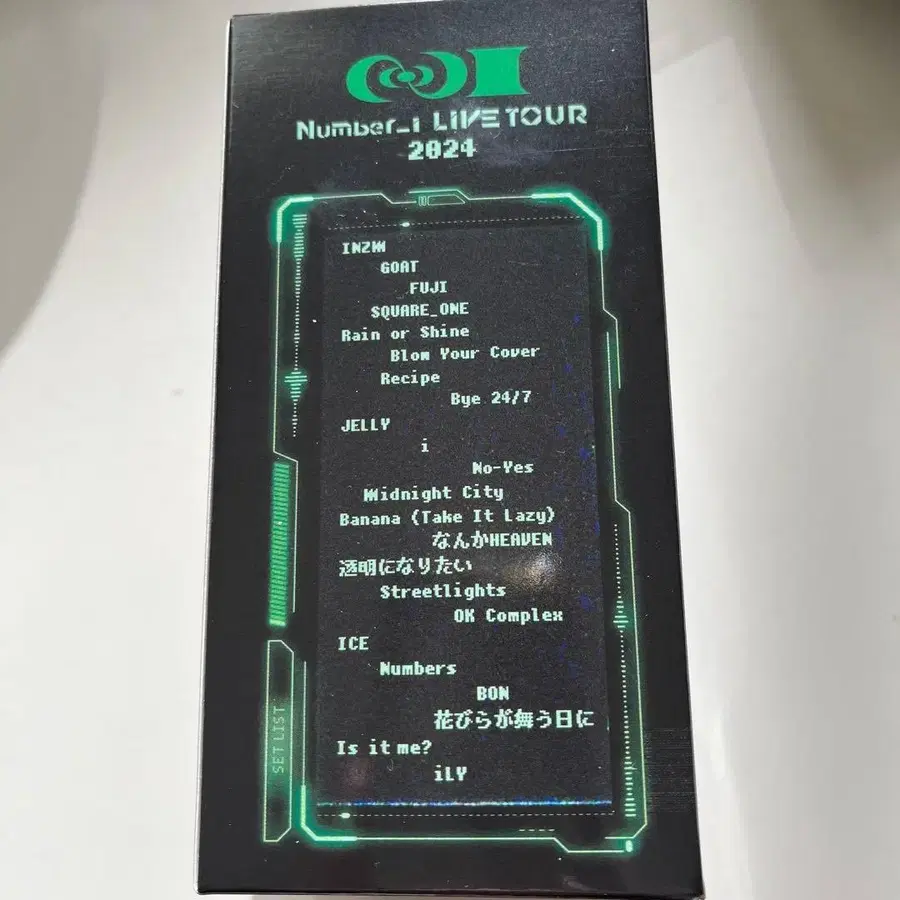 Number_i LIVE TOUR
2024
INZM
GOAT
FUJI
SQUARE_ONE
Rain or Shine
Blow Your Cover
Recipe
Bye 24/7
JELLY
i
No-Yes
Midnight City
Banana (Take It Lazy)
なんかHEAVEN
透明になりたい
Streetlights
OK Complex
ICE
Numbers
BON
花びらが舞う日に
Is it me?
iLY
SET LIST